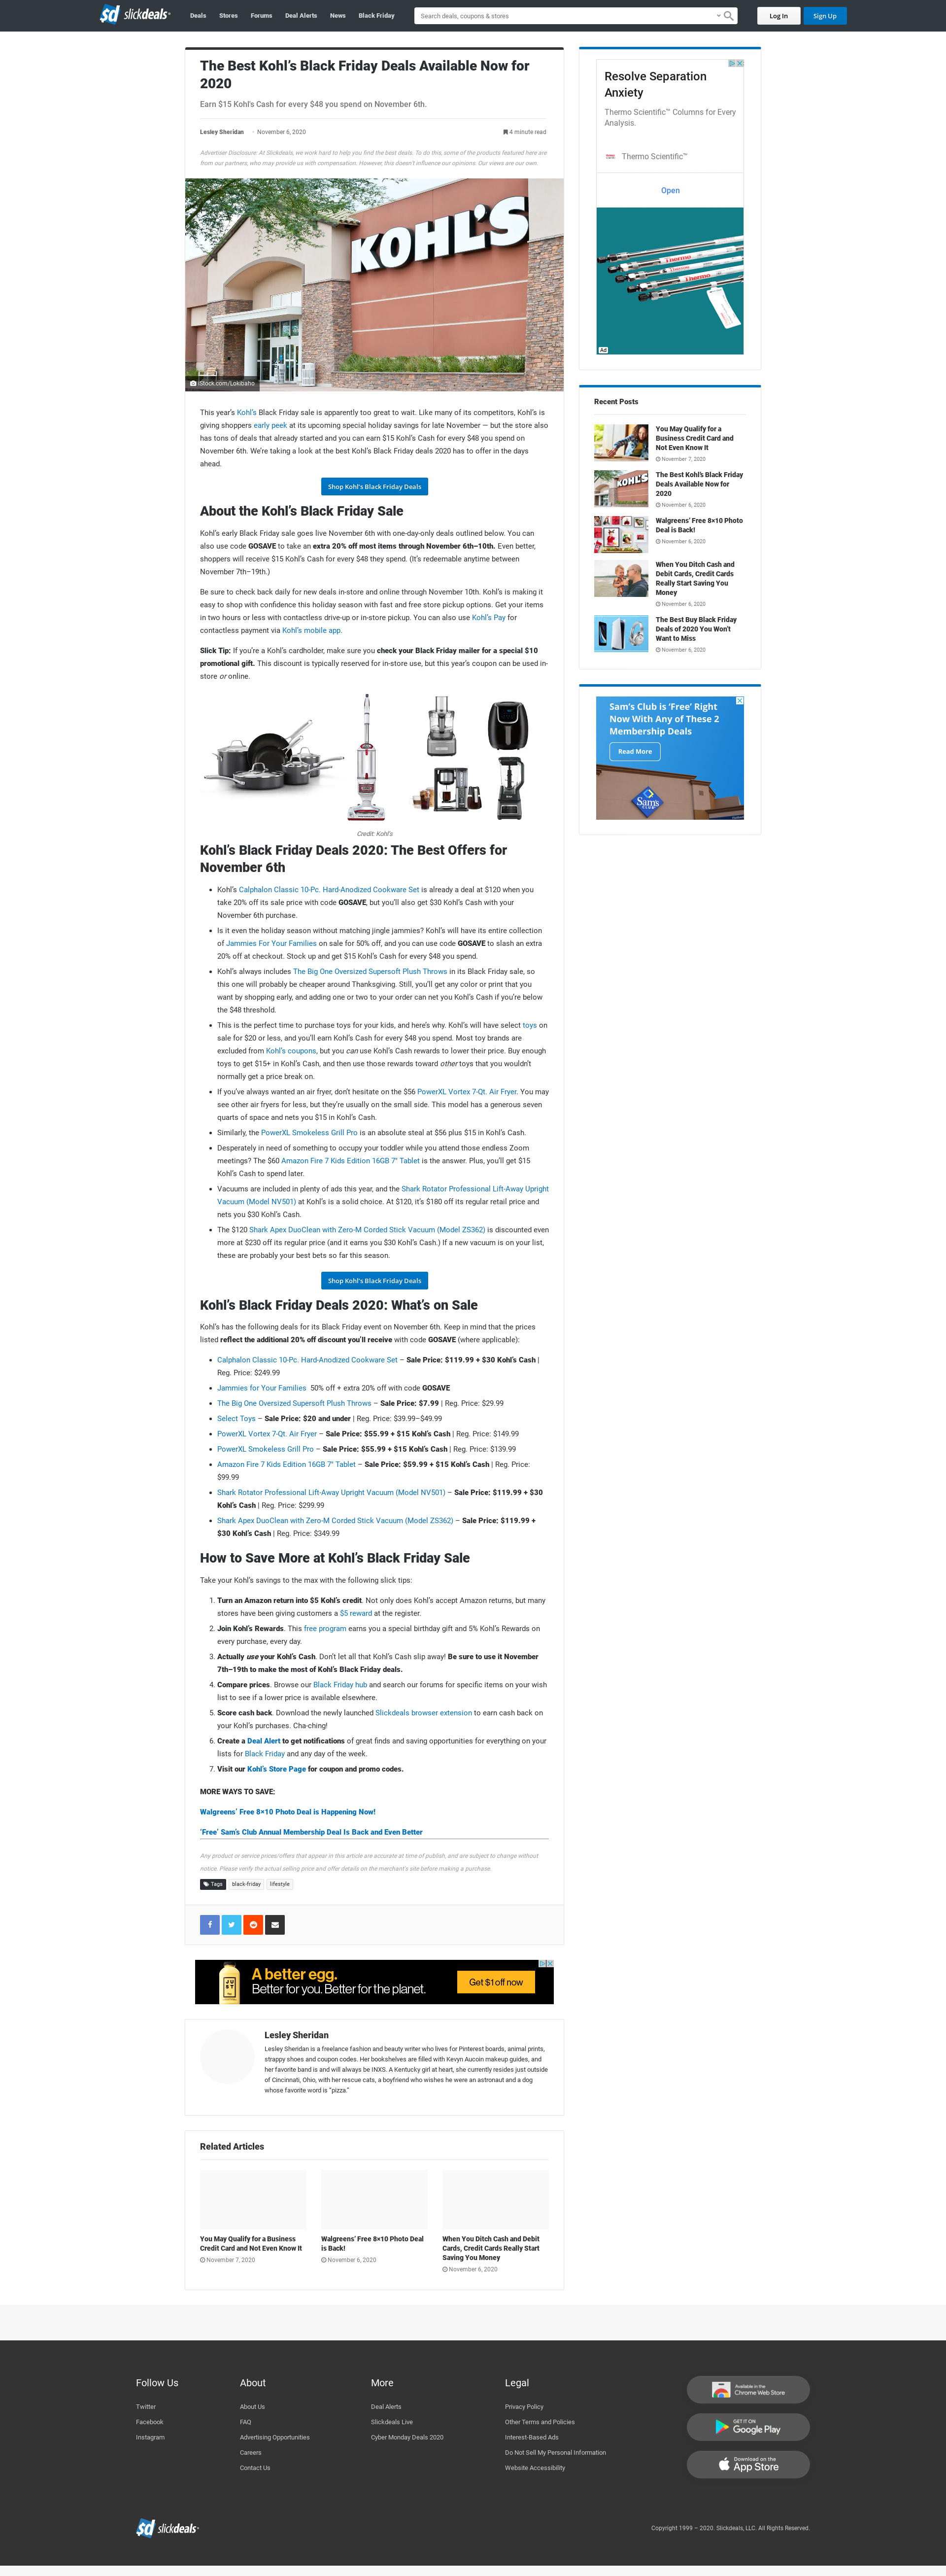 sd slickdeals
Deals
Stores
Forums
Deal Alerts
News
Black Friday
Search deals, coupons & stores
Log In
Sign Up
The Best Kohl's Black Friday Deals Available Now for
2020
Earn $15 Kohl's Cash for every $48 you spend on November 6th.
Lesley Sheridan
November 6, 2020
4 minute read
Advertiser Disclosure: At Slickdeals, we work hard to help you find the best deals. To do this, some of the products featured here are
from our partners, who may provide us with compensation. However, this doesn't influence our opinions. Our views are our own.
KOHL'S
iStock.com/Lokibaho
This year's Kohl's Black Friday sale is apparently too great to wait. Like many of its competitors, Kohl's is
giving shoppers early peek at its upcoming special holiday savings for late November — but the store also
has tons of deals that already started and you can earn $15 Kohl's Cash for every $48 you spend on
November 6th. We're taking a look at the best Kohl's Black Friday deals 2020 has to offer in the days
ahead.
Shop Kohl's Black Friday Deals
About the Kohl's Black Friday Sale
Kohl's early Black Friday sale goes live November 6th with new one-day-only deals outlined below. You can
also use code GOSAVE to take an extra 20% off most items through November 6th–10th. Even better,
shoppers will receive $15 Kohl's Cash for every $48 they spend. (It's redeemable anytime between
November 7th–19th.)
Be sure to check back daily for new deals in-store and online through November 10th. Kohl's is making it
easy to shop with confidence this holiday season with fast and free store pickup options. Get your items
in two hours or less with contactless drive-up or in-store pickup. You can also use Kohl's Pay for
contactless payment via Kohl's mobile app.
Slick Tip: If you're a Kohl's cardholder, make sure you check your Black Friday mailer for a special $10
promotional gift. This discount is typically reserved for in-store use, but this year's coupon can be used in-
store or online.
Credit: Kohl's
Kohl's Black Friday Deals 2020: The Best Offers for
November 6th
• Kohl's Calphalon Classic 10-Pc. Hard-Anodized Cookware Set is already a deal at $120 when you
take 20% off its sale price with code GOSAVE, but you'll also get $30 Kohl's Cash with your
November 6th purchase.
• Is it even the holiday season without matching jingle jammies? Kohl's will have its entire collection
of Jammies For Your Families on sale for 50% off, and you can use code GOSAVE to slash an extra
20% off at checkout. Stock up and get $15 Kohl's Cash for every $48 you spend.
• Kohl's always includes The Big One Oversized Supersoft Plush Throws in its Black Friday sale, so
this one will probably be cheaper around Thanksgiving. Still, you'll get any color or print that you
want by shopping early, and adding one or two to your order can net you Kohl's Cash if you're below
the $48 threshold.
• This is the perfect time to purchase toys for your kids, and here's why. Kohl's will have select toys on
sale for $20 or less, and you'll earn Kohl's Cash for every $48 you spend. Most toy brands are
excluded from Kohl's coupons, but you can use Kohl's Cash rewards to lower their price. Buy enough
toys to get $15+ in Kohl's Cash, and then use those rewards toward other toys that you wouldn't
normally get a price break on.
• If you've always wanted an air fryer, don't hesitate on the $56 PowerXL Vortex 7-Qt. Air Fryer. You may
see other air fryers for less, but they're usually on the small side. This model has a generous seven
quarts of space and nets you $15 in Kohl's Cash.
• Similarly, the PowerXL Smokeless Grill Pro is an absolute steal at $56 plus $15 in Kohl's Cash.
• Desperately in need of something to occupy your toddler while you attend those endless Zoom
meetings? The $60 Amazon Fire 7 Kids Edition 16GB 7" Tablet is the answer. Plus, you'll get $15
Kohl's Cash to spend later.
• Vacuums are included in plenty of ads this year, and the Shark Rotator Professional Lift-Away Upright
Vacuum (Model NV501) at Kohl's is a solid choice. At $120, it's $180 off its regular retail price and
nets you $30 Kohl's Cash.
• The $120 Shark Apex DuoClean with Zero-M Corded Stick Vacuum (Model ZS362) is discounted even
more at $230 off its regular price (and it earns you $30 Kohl's Cash.) If a new vacuum is on your list,
these are probably your best bets so far this season.
Shop Kohl's Black Friday Deals
Kohl's Black Friday Deals 2020: What's on Sale
Kohl's has the following deals for its Black Friday event on November 6th. Keep in mind that the prices
listed reflect the additional 20% off discount you'll receive with code GOSAVE (where applicable):
• Calphalon Classic 10-Pc. Hard-Anodized Cookware Set – Sale Price: $119.99 + $30 Kohl's Cash |
Reg. Price: $249.99
• Jammies for Your Families 50% off + extra 20% off with code GOSAVE
• The Big One Oversized Supersoft Plush Throws – Sale Price: $7.99 | Reg. Price: $29.99
• Select Toys – Sale Price: $20 and under | Reg. Price: $39.99–$49.99
• PowerXL Vortex 7-Qt. Air Fryer – Sale Price: $55.99 + $15 Kohl's Cash | Reg. Price: $149.99
• PowerXL Smokeless Grill Pro – Sale Price: $55.99 + $15 Kohl's Cash | Reg. Price: $139.99
• Amazon Fire 7 Kids Edition 16GB 7" Tablet – Sale Price: $59.99 + $15 Kohl's Cash | Reg. Price:
$99.99
• Shark Rotator Professional Lift-Away Upright Vacuum (Model NV501) – Sale Price: $119.99 + $30
Kohl's Cash | Reg. Price: $299.99
• Shark Apex DuoClean with Zero-M Corded Stick Vacuum (Model ZS362) – Sale Price: $119.99 +
$30 Kohl's Cash | Reg. Price: $349.99
How to Save More at Kohl's Black Friday Sale
Take your Kohl's savings to the max with the following slick tips:
1. Turn an Amazon return into $5 Kohl's credit. Not only does Kohl's accept Amazon returns, but many
stores have been giving customers a $5 reward at the register.
2. Join Kohl's Rewards. This free program earns you a special birthday gift and 5% Kohl's Rewards on
every purchase, every day.
3. Actually use your Kohl's Cash. Don't let all that Kohl's Cash slip away! Be sure to use it November
7th–19th to make the most of Kohl's Black Friday deals.
4. Compare prices. Browse our Black Friday hub and search our forums for specific items on your wish
list to see if a lower price is available elsewhere.
5. Score cash back. Download the newly launched Slickdeals browser extension to earn cash back on
your Kohl's purchases. Cha-ching!
6. Create a Deal Alert to get notifications of great finds and saving opportunities for everything on your
lists for Black Friday and any day of the week.
7. Visit our Kohl's Store Page for coupon and promo codes.
MORE WAYS TO SAVE:
Walgreens' Free 8×10 Photo Deal is Happening Now!
'Free' Sam's Club Annual Membership Deal Is Back and Even Better
Any product or service prices/offers that appear in this article are accurate at time of publish, and are subject to change without
notice. Please verify the actual selling price and offer details on the merchant's site before making a purchase.
Tags
black-friday
lifestyle
JUST
A better egg.
Better for you. Better for the planet.
Get $1 off now
Lesley Sheridan
Lesley Sheridan is a freelance fashion and beauty writer who lives for Pinterest boards, animal prints,
strappy shoes and coupon codes. Her bookshelves are filled with Kevyn Aucoin makeup guides, and
her favorite band is and will always be INXS. A Kentucky girl at heart, she currently resides just outside
of Cincinnati, Ohio, with her rescue cats, a boyfriend who wishes he were an astronaut and a dog
whose favorite word is "pizza."
Related Articles
You May Qualify for a Business
Credit Card and Not Even Know It
November 7, 2020
Walgreens' Free 8×10 Photo Deal
is Back!
November 6, 2020
When You Ditch Cash and Debit
Cards, Credit Cards Really Start
Saving You Money
November 6, 2020
Resolve Separation
Anxiety
Thermo Scientific™ Columns for Every
Analysis.
Thermo Scientific™
Open
Thermo
Ad
Recent Posts
You May Qualify for a
Business Credit Card and
Not Even Know It
November 7, 2020
The Best Kohl's Black Friday
Deals Available Now for
2020
November 6, 2020
Walgreens' Free 8×10 Photo
Deal is Back!
November 6, 2020
When You Ditch Cash and
Debit Cards, Credit Cards
Really Start Saving You
Money
November 6, 2020
The Best Buy Black Friday
Deals of 2020 You Won't
Want to Miss
November 6, 2020
Sam's Club is 'Free' Right
Now With Any of These 2
Membership Deals
Read More
Sam's
Follow Us
Twitter
Facebook
Instagram
About
About Us
FAQ
Advertising Opportunities
Careers
Contact Us
More
Deal Alerts
Slickdeals Live
Cyber Monday Deals 2020
Legal
Privacy Policy
Other Terms and Policies
Interest-Based Ads
Do Not Sell My Personal Information
Website Accessibility
Available in the
Chrome Web Store
GET IT ON
Google Play
Download on the
App Store
sd slickdeals
Copyright 1999 – 2020. Slickdeals, LLC. All Rights Reserved.